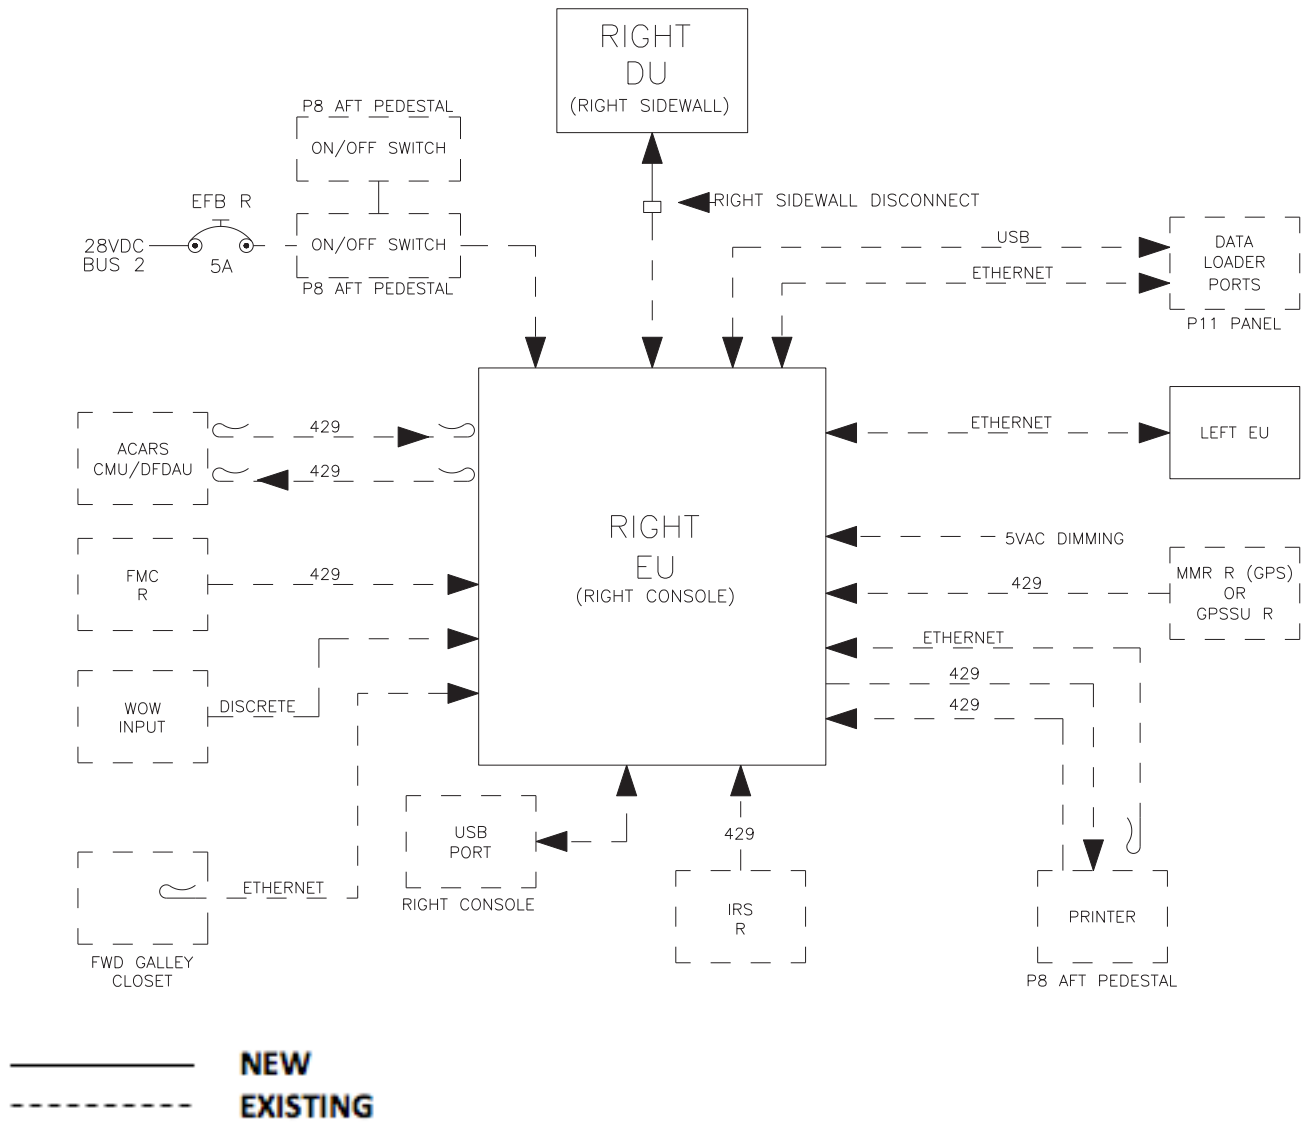 RIGHT
DU
(RIGHT SIDEWALL)
P8 AFT PEDESTAL
ON/OFF SWITCH
EFB R
28VDC
BUS 2
5A
ON/OFF SWITCH
P8 AFT PEDESTAL
RIGHT SIDEWALL DISCONNECT
USB
ETHERNET
DATA
LOADER
PORTS
P11 PANEL
ACARS
CMU/DFDAU
429
429
ETHERNET
LEFT EU
RIGHT
EU
(RIGHT CONSOLE)
5VAC DIMMING
FMC
R
429
429
MMR R (GPS)
OR
GPSSU R
WOW
INPUT
DISCRETE
ETHERNET
429
429
USB
PORT
RIGHT CONSOLE
429
IRS
R
PRINTER
P8 AFT PEDESTAL
ETHERNET
FWD GALLEY
CLOSET
NEW
EXISTING